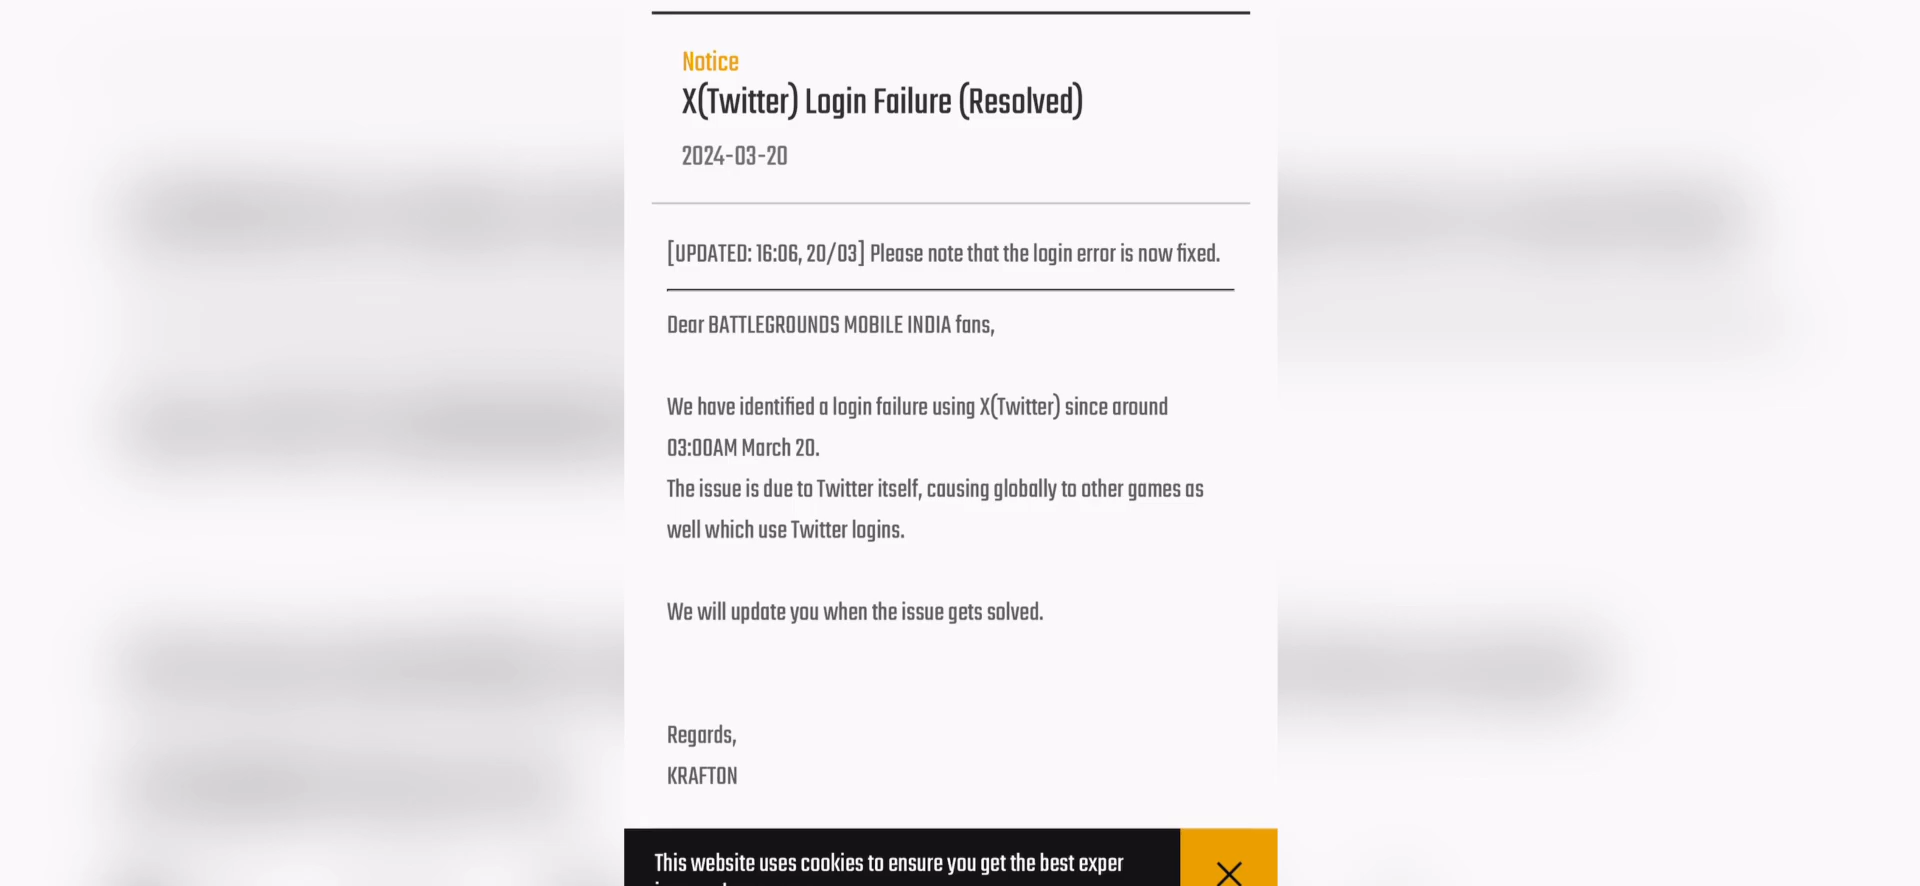 Notice
X(Twitter) Login Failure (Resolved)
2024-03-20
[UPDATED: 16:06, 20/03] Please note that the login error is now fixed.
Dear BATTLEGROUNDS MOBILE INDIA fans,
We have identified a login failure using X(Twitter) since around
03:00AM March 20.
The issue is due to Twitter itself, causing globally to other games as
well which use Twitter logins.
We will update you when the issue gets solved.
Regards,
KRAFTON
This website uses cookies to ensure you get the best exper